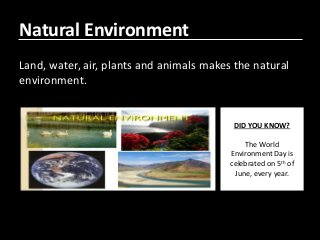 Natural Environment
Land, water, air, plants and animals makes the natural
environment.
NATURAL ENVIRONMENT
DID YOU KNOW?
The World
Environment Day is
celebrated on 5th of
June, every year.